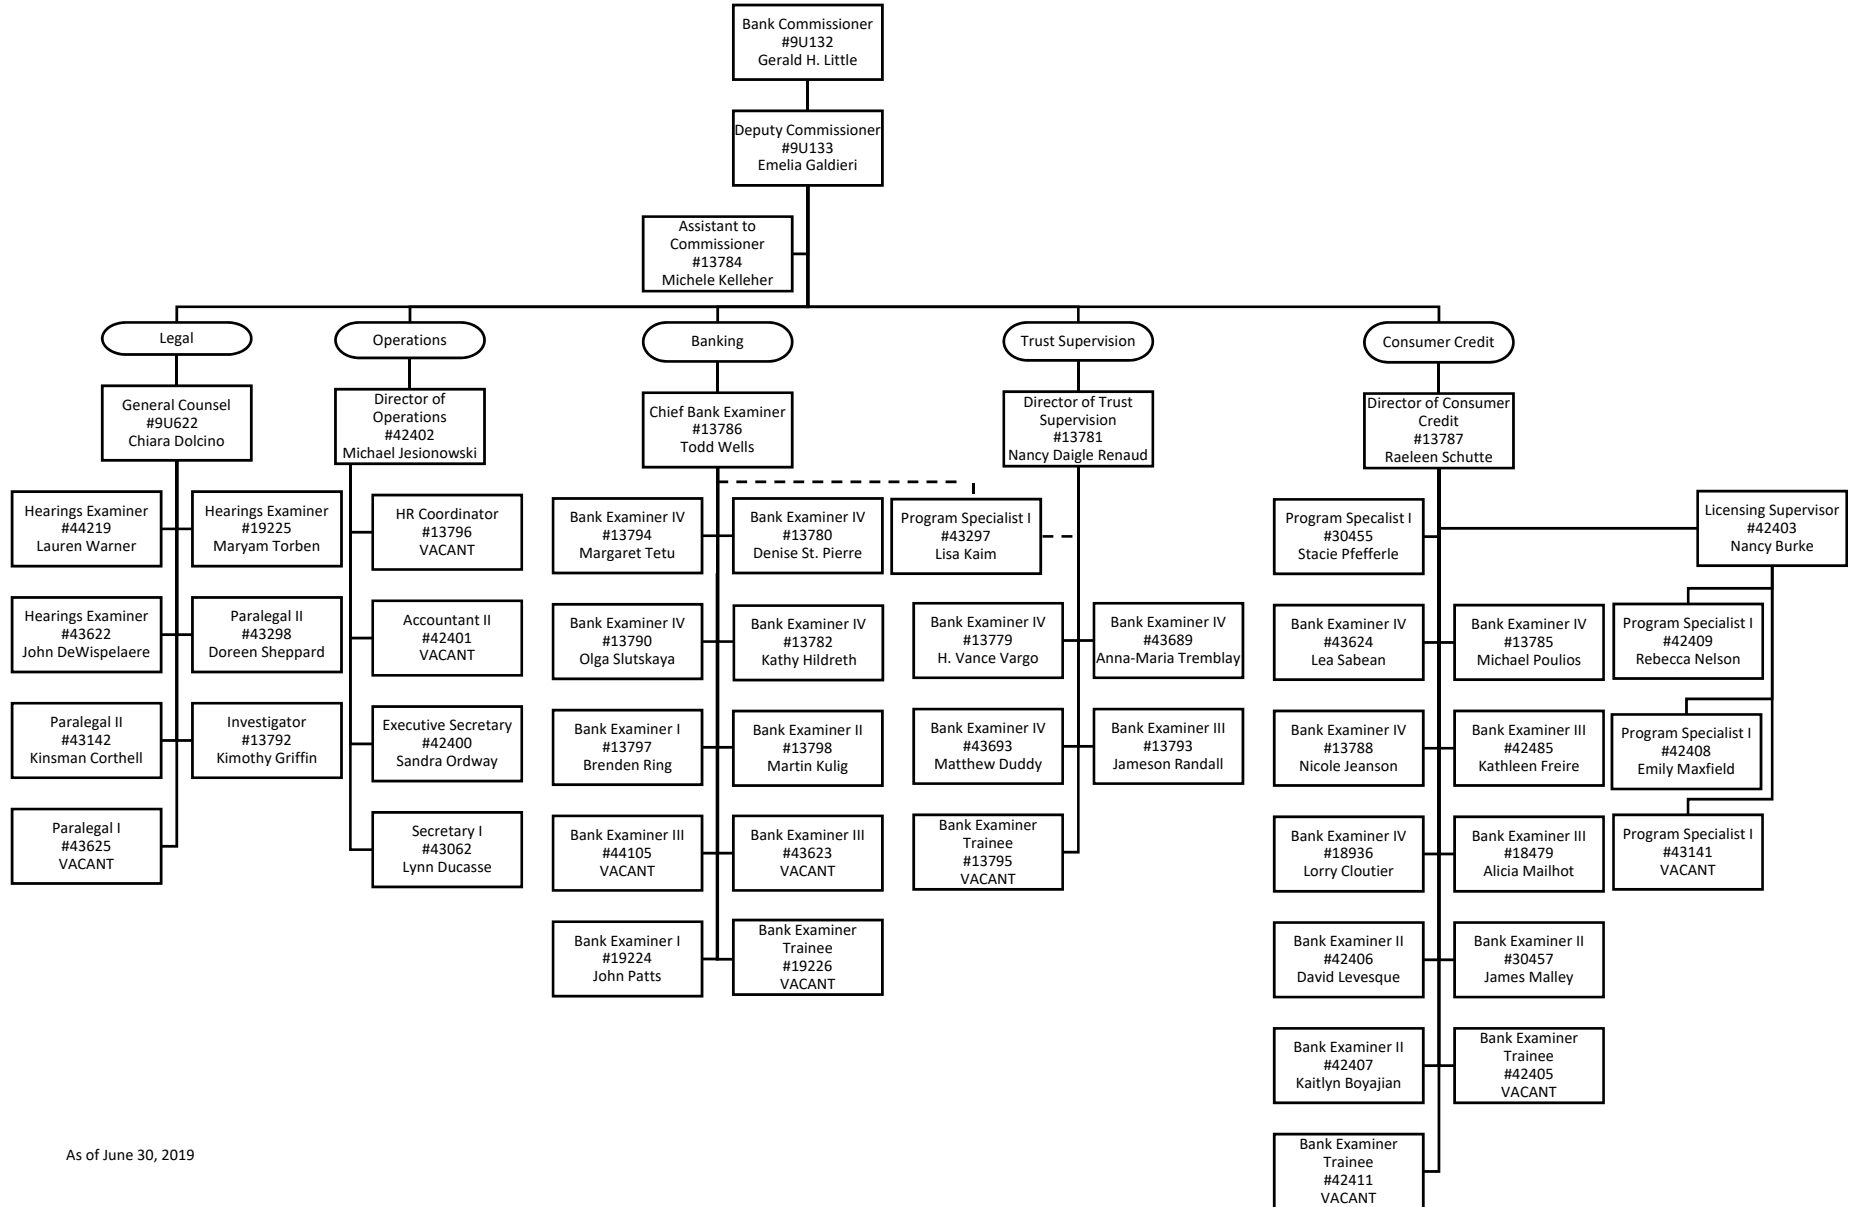 Bank Commissioner
#9U132
Gerald H. Little
Deputy Commissioner
#9U133
Emelia Galdieri
Assistant to
Commissioner
#13784
Michele Kelleher
Legal
General Counsel
#9U622
Chiara Dolcino
Hearings Examiner
#44219
Lauren Warner
Hearings Examiner
#19225
Maryam Torben
Hearings Examiner
#43622
John DeWispelaere
Paralegal II
#43298
Doreen Sheppard
Paralegal II
#43142
Kinsman Corthell
Investigator
#13792
Kimothy Griffin
Paralegal I
#43625
VACANT
Operations
Director of
Operations
#42402
Michael Jesionowski
HR Coordinator
#13796
VACANT
Accountant II
#42401
VACANT
Executive Secretary
#42400
Sandra Ordway
Secretary I
#43062
Lynn Ducasse
Banking
Chief Bank Examiner
#13786
Todd Wells
Bank Examiner IV
#13794
Margaret Tetu
Bank Examiner IV
#13780
Denise St. Pierre
Bank Examiner IV
#13790
Olga Slutskaya
Bank Examiner IV
#13782
Kathy Hildreth
Bank Examiner I
#13797
Brenden Ring
Bank Examiner II
#13798
Martin Kulig
Bank Examiner III
#44105
VACANT
Bank Examiner III
#43623
VACANT
Bank Examiner I
#19224
John Patts
Bank Examiner
Trainee
#19226
VACANT
Trust Supervision
Director of Trust
Supervision
#13781
Nancy Daigle Renaud
Program Specialist I
#43297
Lisa Kaim
Bank Examiner IV
#13779
H. Vance Vargo
Bank Examiner IV
#43689
Anna-Maria Tremblay
Bank Examiner IV
#43693
Matthew Duddy
Bank Examiner III
#13793
Jameson Randall
Bank Examiner
Trainee
#13795
VACANT
Consumer Credit
Director of Consumer
Credit
#13787
Raeleen Schutte
Program Specalist I
#30455
Stacie Pfefferle
Licensing Supervisor
#42403
Nancy Burke
Bank Examiner IV
#43624
Lea Sabean
Bank Examiner IV
#13785
Michael Poulios
Program Specialist I
#42409
Rebecca Nelson
Bank Examiner IV
#13788
Nicole Jeanson
Bank Examiner III
#42485
Kathleen Freire
Program Specialist I
#42408
Emily Maxfield
Bank Examiner IV
#18936
Lorry Cloutier
Bank Examiner III
#18479
Alicia Mailhot
Program Specialist I
#43141
VACANT
Bank Examiner II
#42406
David Levesque
Bank Examiner II
#30457
James Malley
Bank Examiner II
#42407
Kaitlyn Boyajian
Bank Examiner
Trainee
#42405
VACANT
Bank Examiner
Trainee
#42411
VACANT
As of June 30, 2019